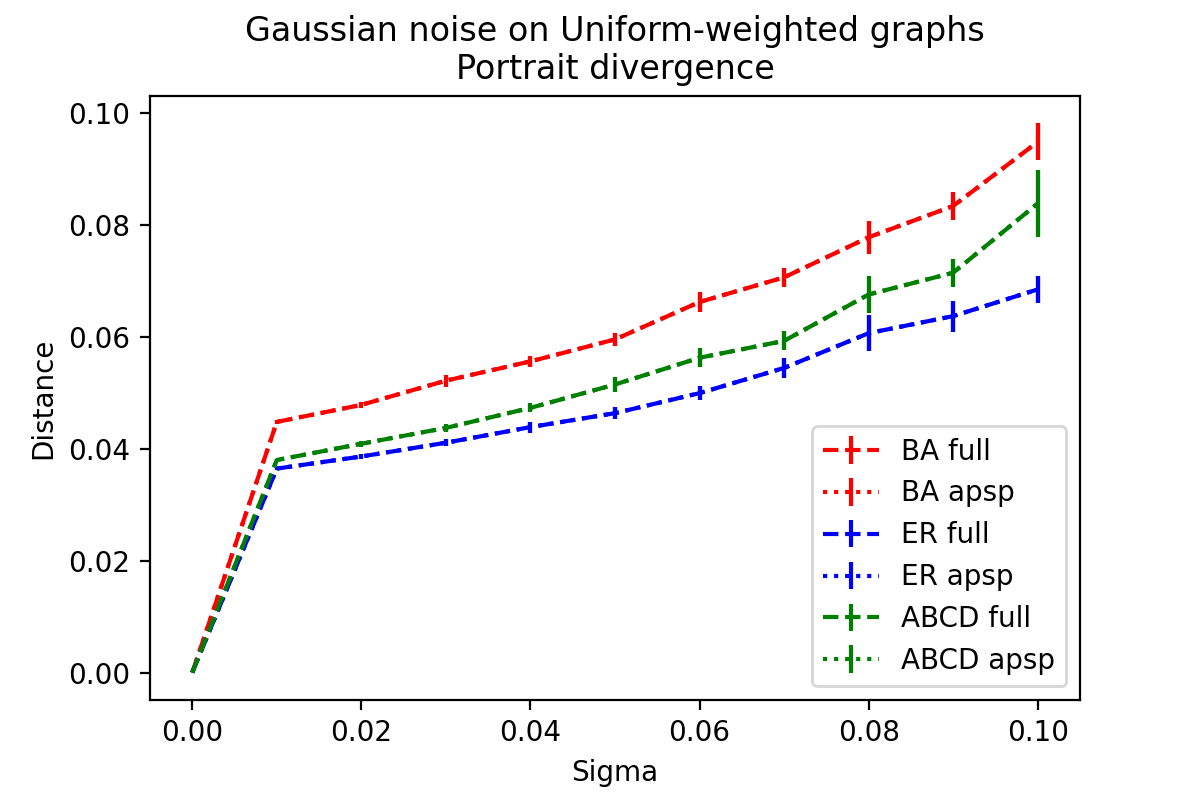 Gaussian noise on Uniform-weighted graphs
Portrait divergence
0.10
0.08
0.06
0.04
0.02
0.00
Distance
BA full
BA apsp
ER full
ER apsp
ABCD full
ABCD apsp
0.00 0.02 0.04 0.06 0.08 0.10
Sigma